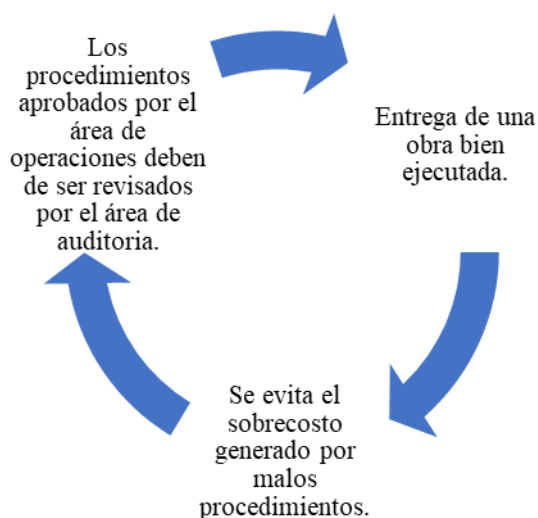 Los
procedimientos
aprobados por el
área de
operaciones deben
de ser revisados
por el área de
auditoria.
Entrega de una
obra bien
ejecutada.
Se evita el
sobrecosto
generado por
malos
procedimientos.